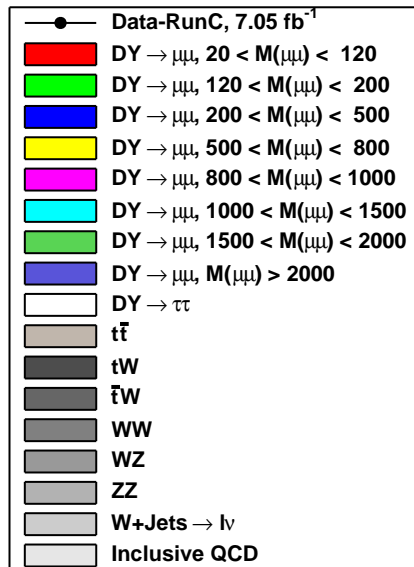 Data-RunC, 7.05 fb⁻¹
DY → μμ, 20 < M(μμ) < 120
DY → μμ, 120 < M(μμ) < 200
DY → μμ, 200 < M(μμ) < 500
DY → μμ, 500 < M(μμ) < 800
DY → μμ, 800 < M(μμ) < 1000
DY → μμ, 1000 < M(μμ) < 1500
DY → μμ, 1500 < M(μμ) < 2000
DY → μμ, M(μμ) > 2000
DY → ττ
tt̅
tW
t̅W
WW
WZ
ZZ
W+Jets → lν
Inclusive QCD